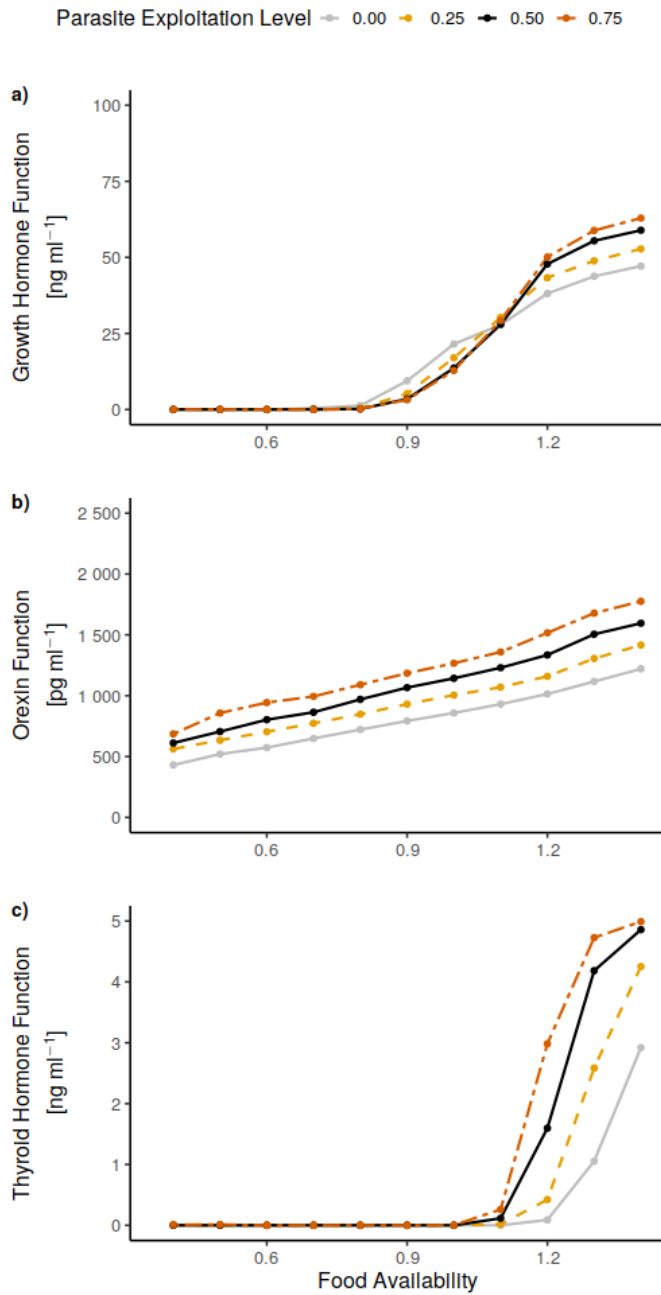 Parasite Exploitation Level 0.00 0.25 0.50 0.75
a)
Growth Hormone Function
[ng ml⁻¹]
100
75
50
25
0
0.6 0.9 1.2
b)
OrexIn Function
[pg ml⁻¹]
2 500
2 000
1 500
1 000
500
0
0.6 0.9 1.2
c)
ThyroId Hormone Function
[ng ml⁻¹]
5
4
3
2
1
0
0.6 0.9 1.2
Food Availability